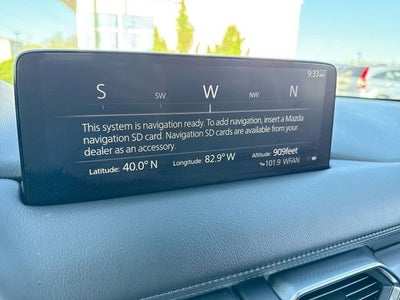 9:33
S SW W NW N
This system is navigation ready. To add navigation, insert a Mazda
navigation SD card. Navigation SD cards are available from your
dealer as an accessory.
Latitude: 40.0° N Longitude: 82.9° W Altitude: 909feet
101.9 WFAN